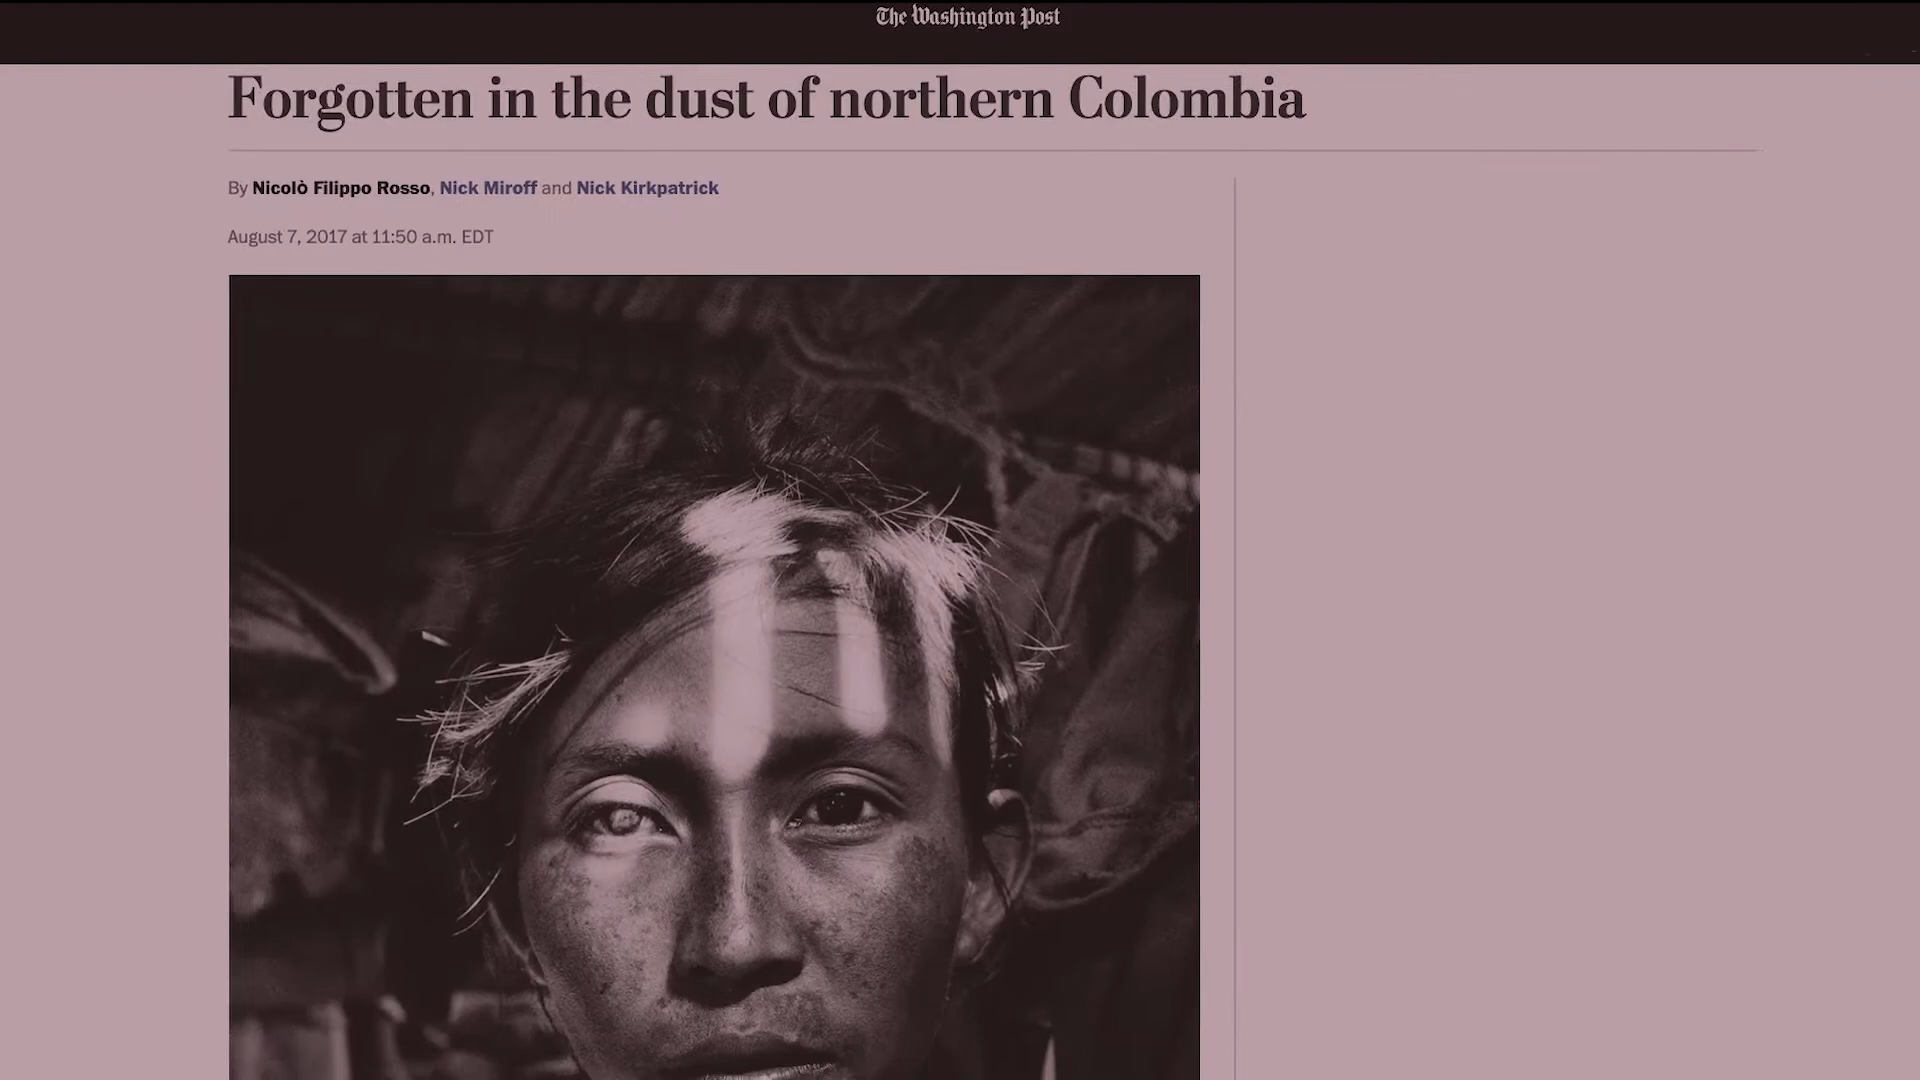 The Washington Post
Forgotten in the dust of northern Colombia
By Nicolò Filippo Rosso, Nick Miroff and Nick Kirkpatrick
August 7, 2017 at 11:50 a.m. EDT